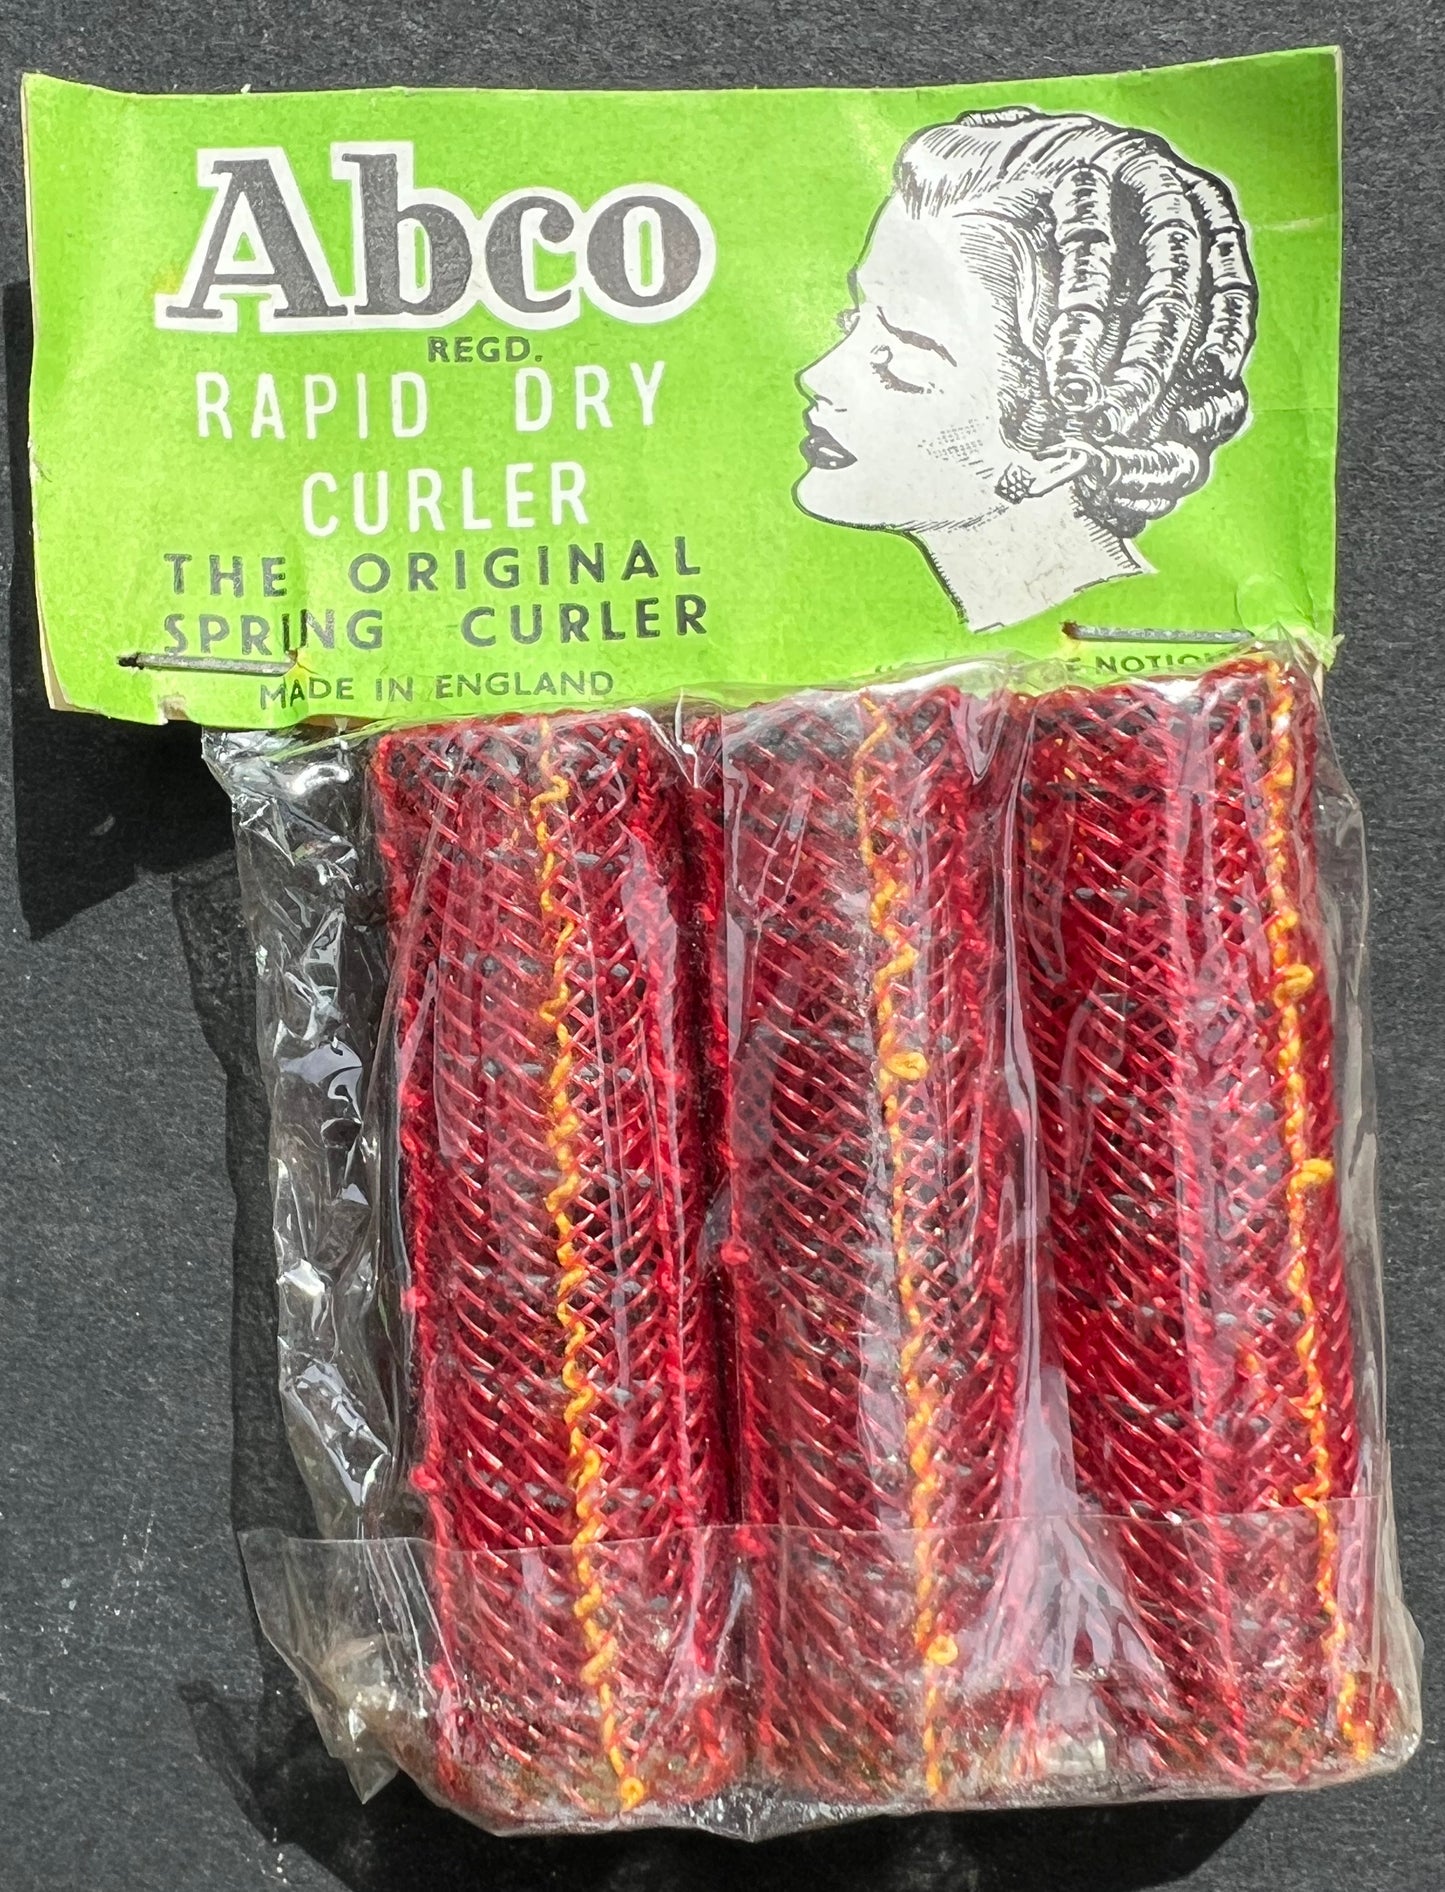 Abco
REGD.
RAPID DRY
CURLER
THE ORIGINAL
SPRING CURLER
MADE IN ENGLAND